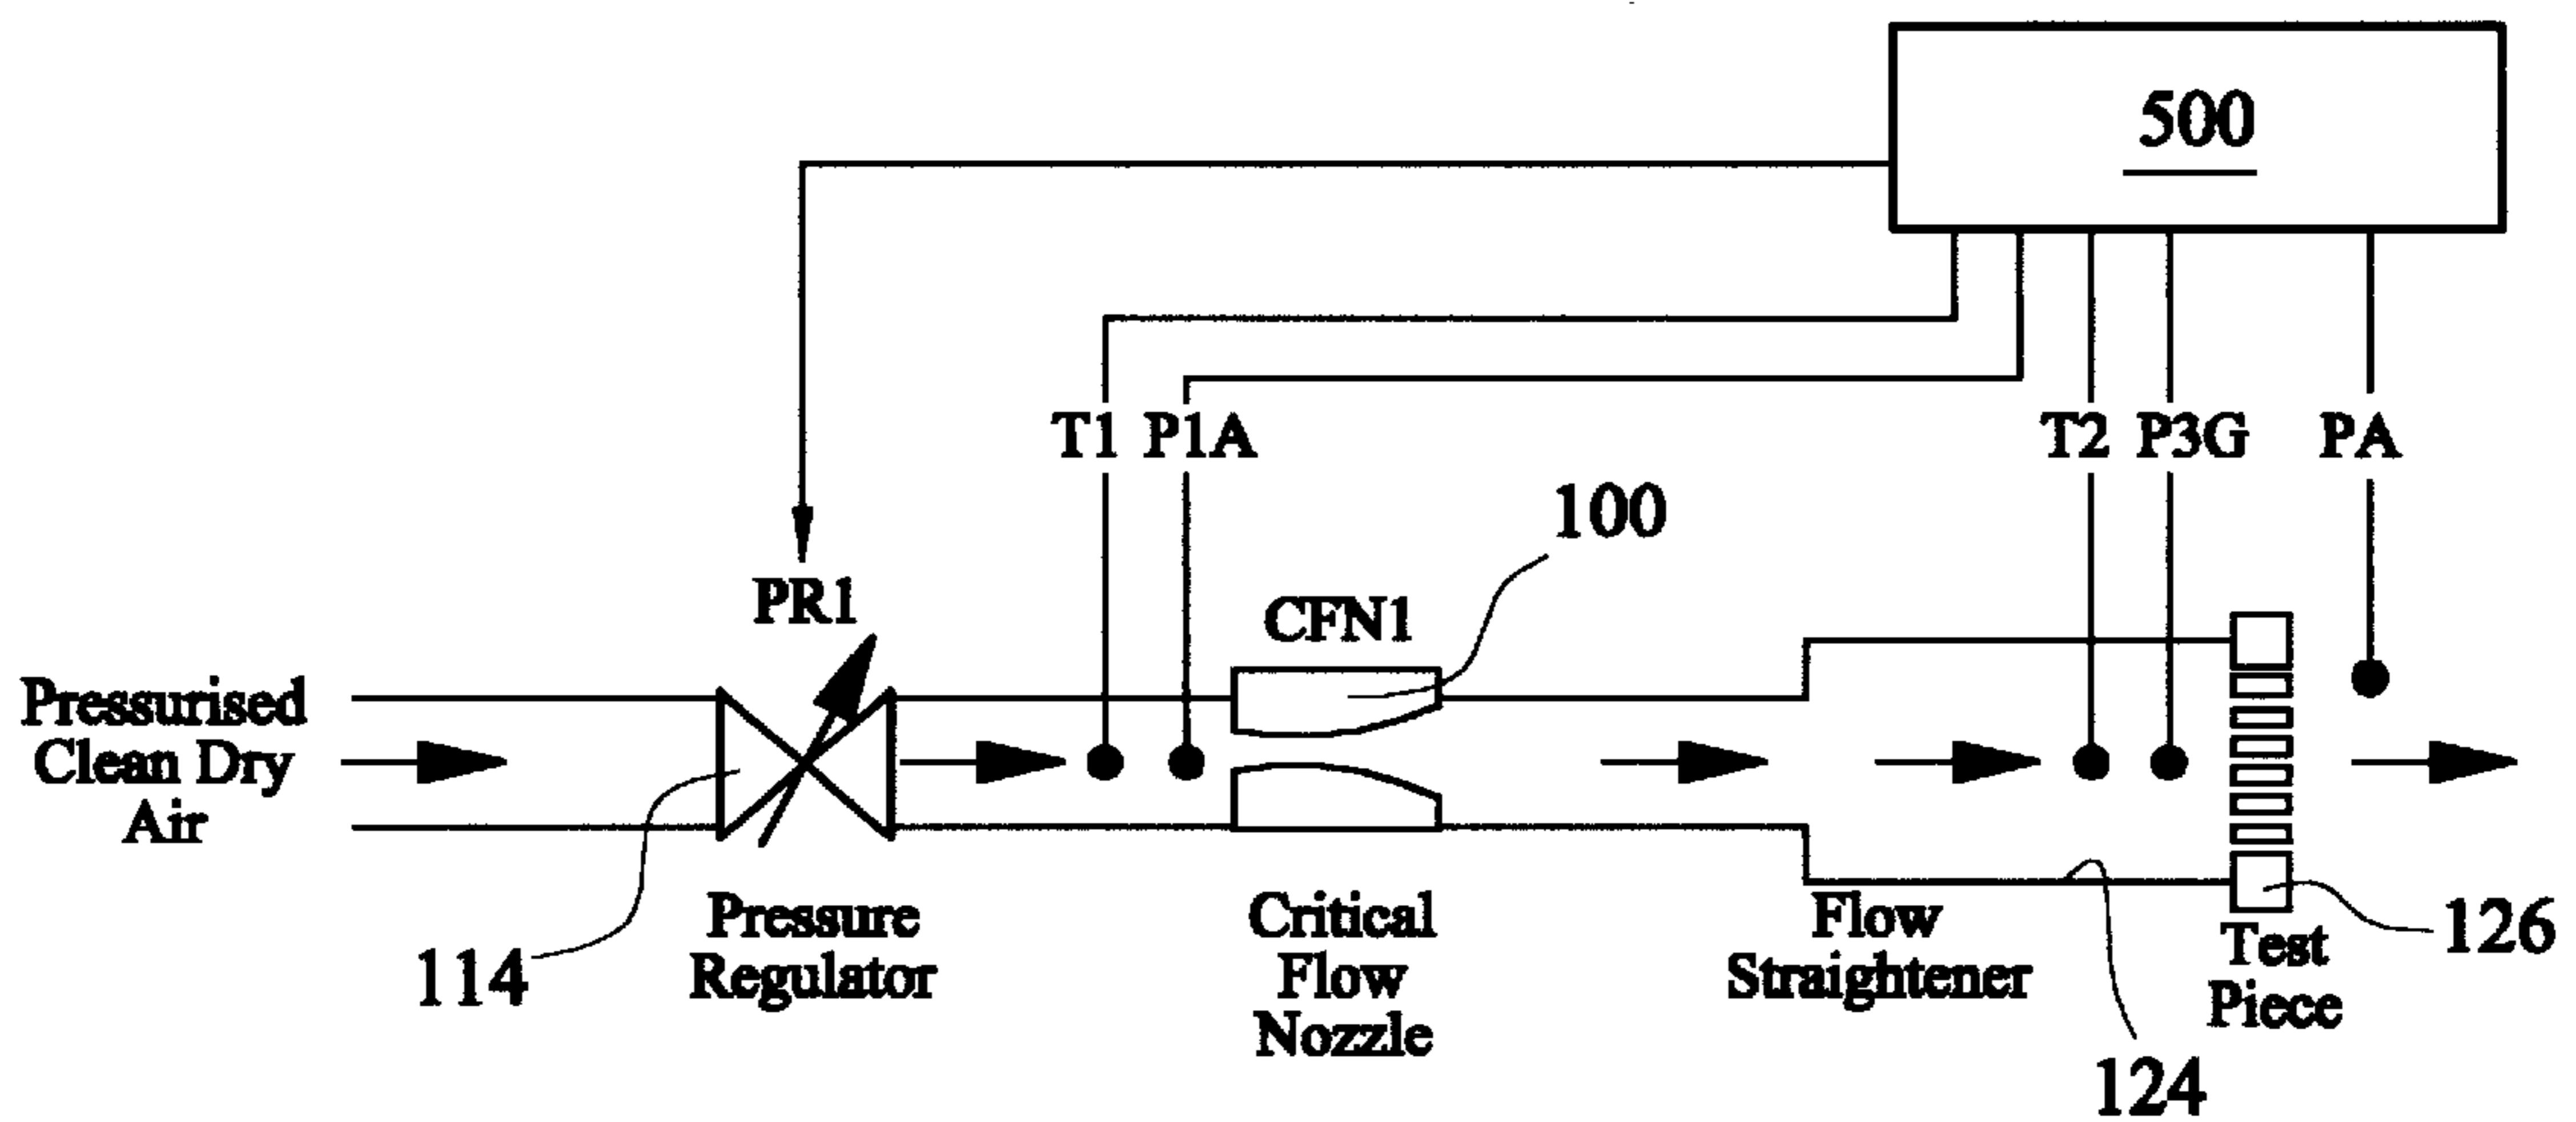 500
T1 P1A
T2 P3G PA
100
PR1
CFN1
Pressurised
Clean Dry
Air
114
Pressure
Regulator
Critical
Flow
Nozzle
Flow
Straightener
Test
Piece
126
124